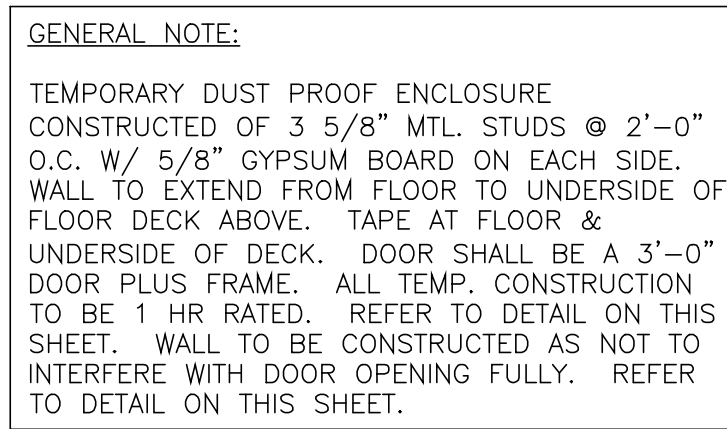 GENERAL NOTE:
TEMPORARY DUST PROOF ENCLOSURE
CONSTRUCTED OF 3 5/8" MTL. STUDS @ 2'-0"
O.C. W/ 5/8" GYPSUM BOARD ON EACH SIDE.
WALL TO EXTEND FROM FLOOR TO UNDERSIDE OF
FLOOR DECK ABOVE. TAPE AT FLOOR &
UNDERSIDE OF DECK. DOOR SHALL BE A 3'-0"
DOOR PLUS FRAME. ALL TEMP. CONSTRUCTION
TO BE 1 HR RATED. REFER TO DETAIL ON THIS
SHEET. WALL TO BE CONSTRUCTED AS NOT TO
INTERFERE WITH DOOR OPENING FULLY. REFER
TO DETAIL ON THIS SHEET.